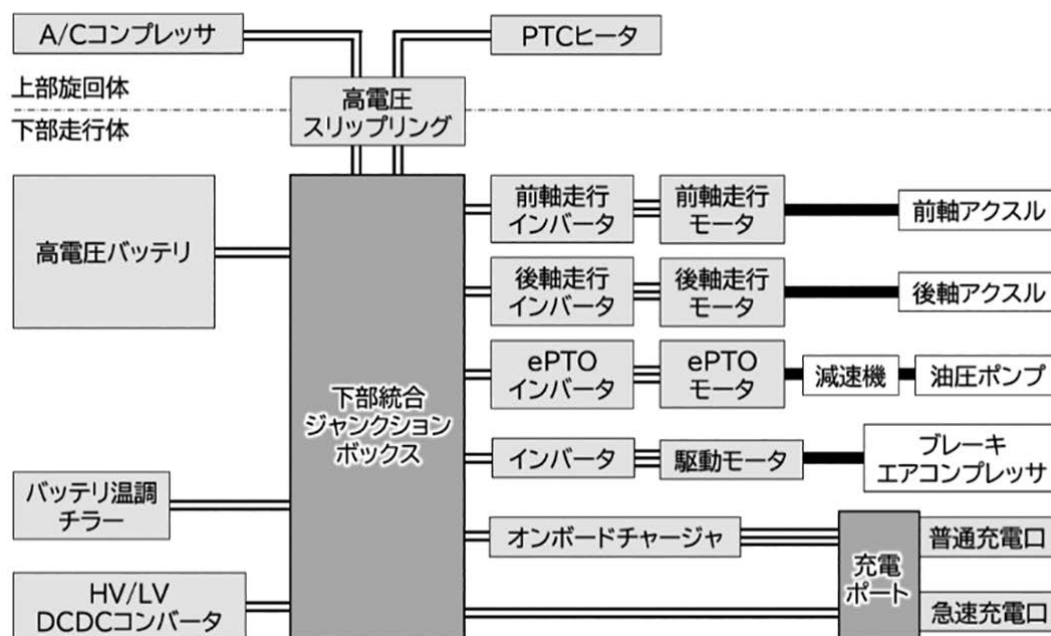 A/Cコンプレッサ
PTCヒータ
上部旋回体
高電圧
スリップリング
下部走行体
高電圧バッテリ
下部統合
ジャンクション
ボックス
前軸走行
インバータ
前軸走行
モータ
前軸アクスル
後軸走行
インバータ
後軸走行
モータ
後軸アクスル
ePTO
インバータ
ePTO
モータ
減速機
油圧ポンプ
インバータ
駆動モータ
ブレーキ
エアコンプレッサ
バッテリ温調
チラー
オンボードチャージャ
充電
ポート
普通充電口
HV/LV
DCDCコンバータ
急速充電口